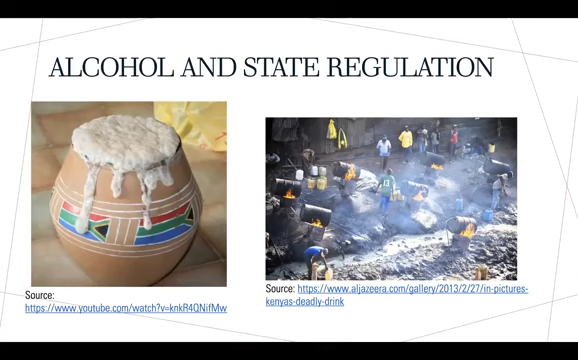 ALCOHOL AND STATE REGULATION
Source:
https://www.youtube.com/watch?v=knkR4QNifMw
Source: https://www.aljazeera.com/gallery/2013/2/27/in-pictures-
kenyas-deadly-drink
13